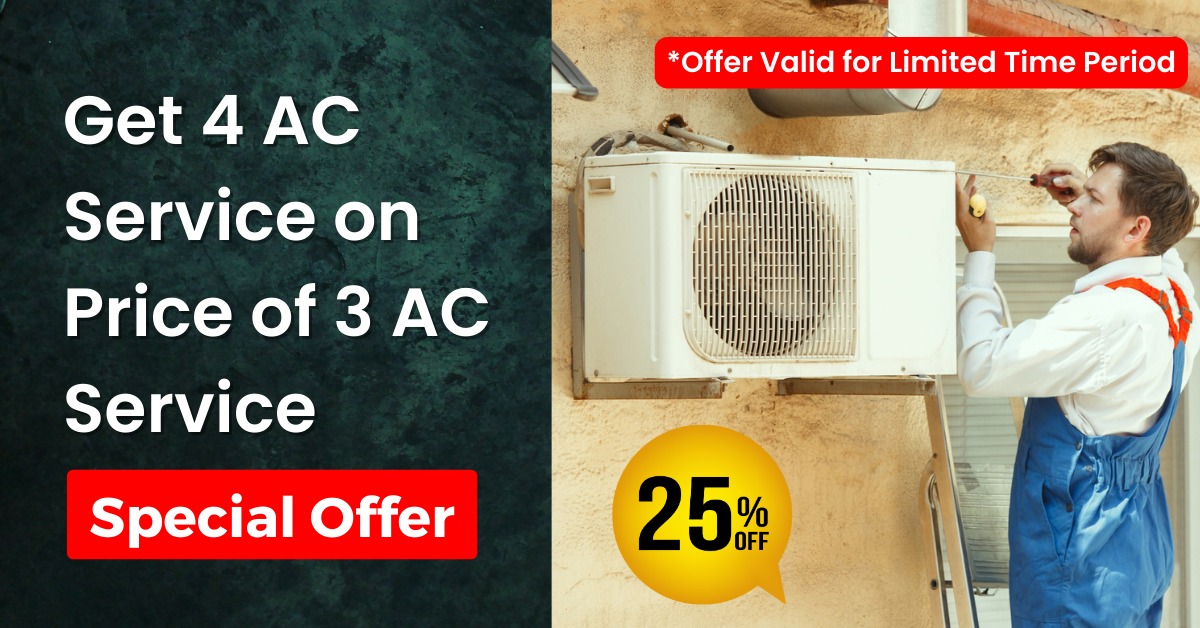 Get 4 AC
Service on
Price of 3 AC
Service
Special Offer
*Offer Valid for Limited Time Period
25%
OFF